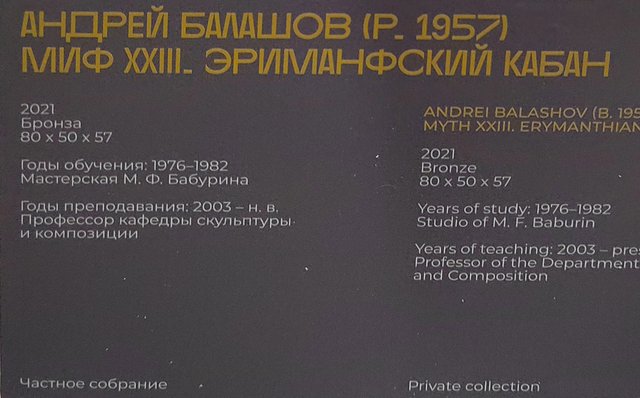 АНДРЕЙ БАЛАШОВ (Р. 1957)
МИФ XXIII. ЭРИМАНФСКИЙ КАБАН
2021
Бронза
80 x 50 x 57
Годы обучения: 1976–1982
Мастерская М. Ф. Бабурина
Годы преподавания: 2003 – н. в.
Профессор кафедры скульптуры
и композиции
Частное собрание
ANDREI BALASHOV (B. 195
MYTH XXIII. ERYMANTHIAN
2021
Bronze
80 x 50 x 57
Years of study: 1976–1982
Studio of M. F. Baburin
Years of teaching: 2003 – pres
Professor of the Department
and Composition
Private collection